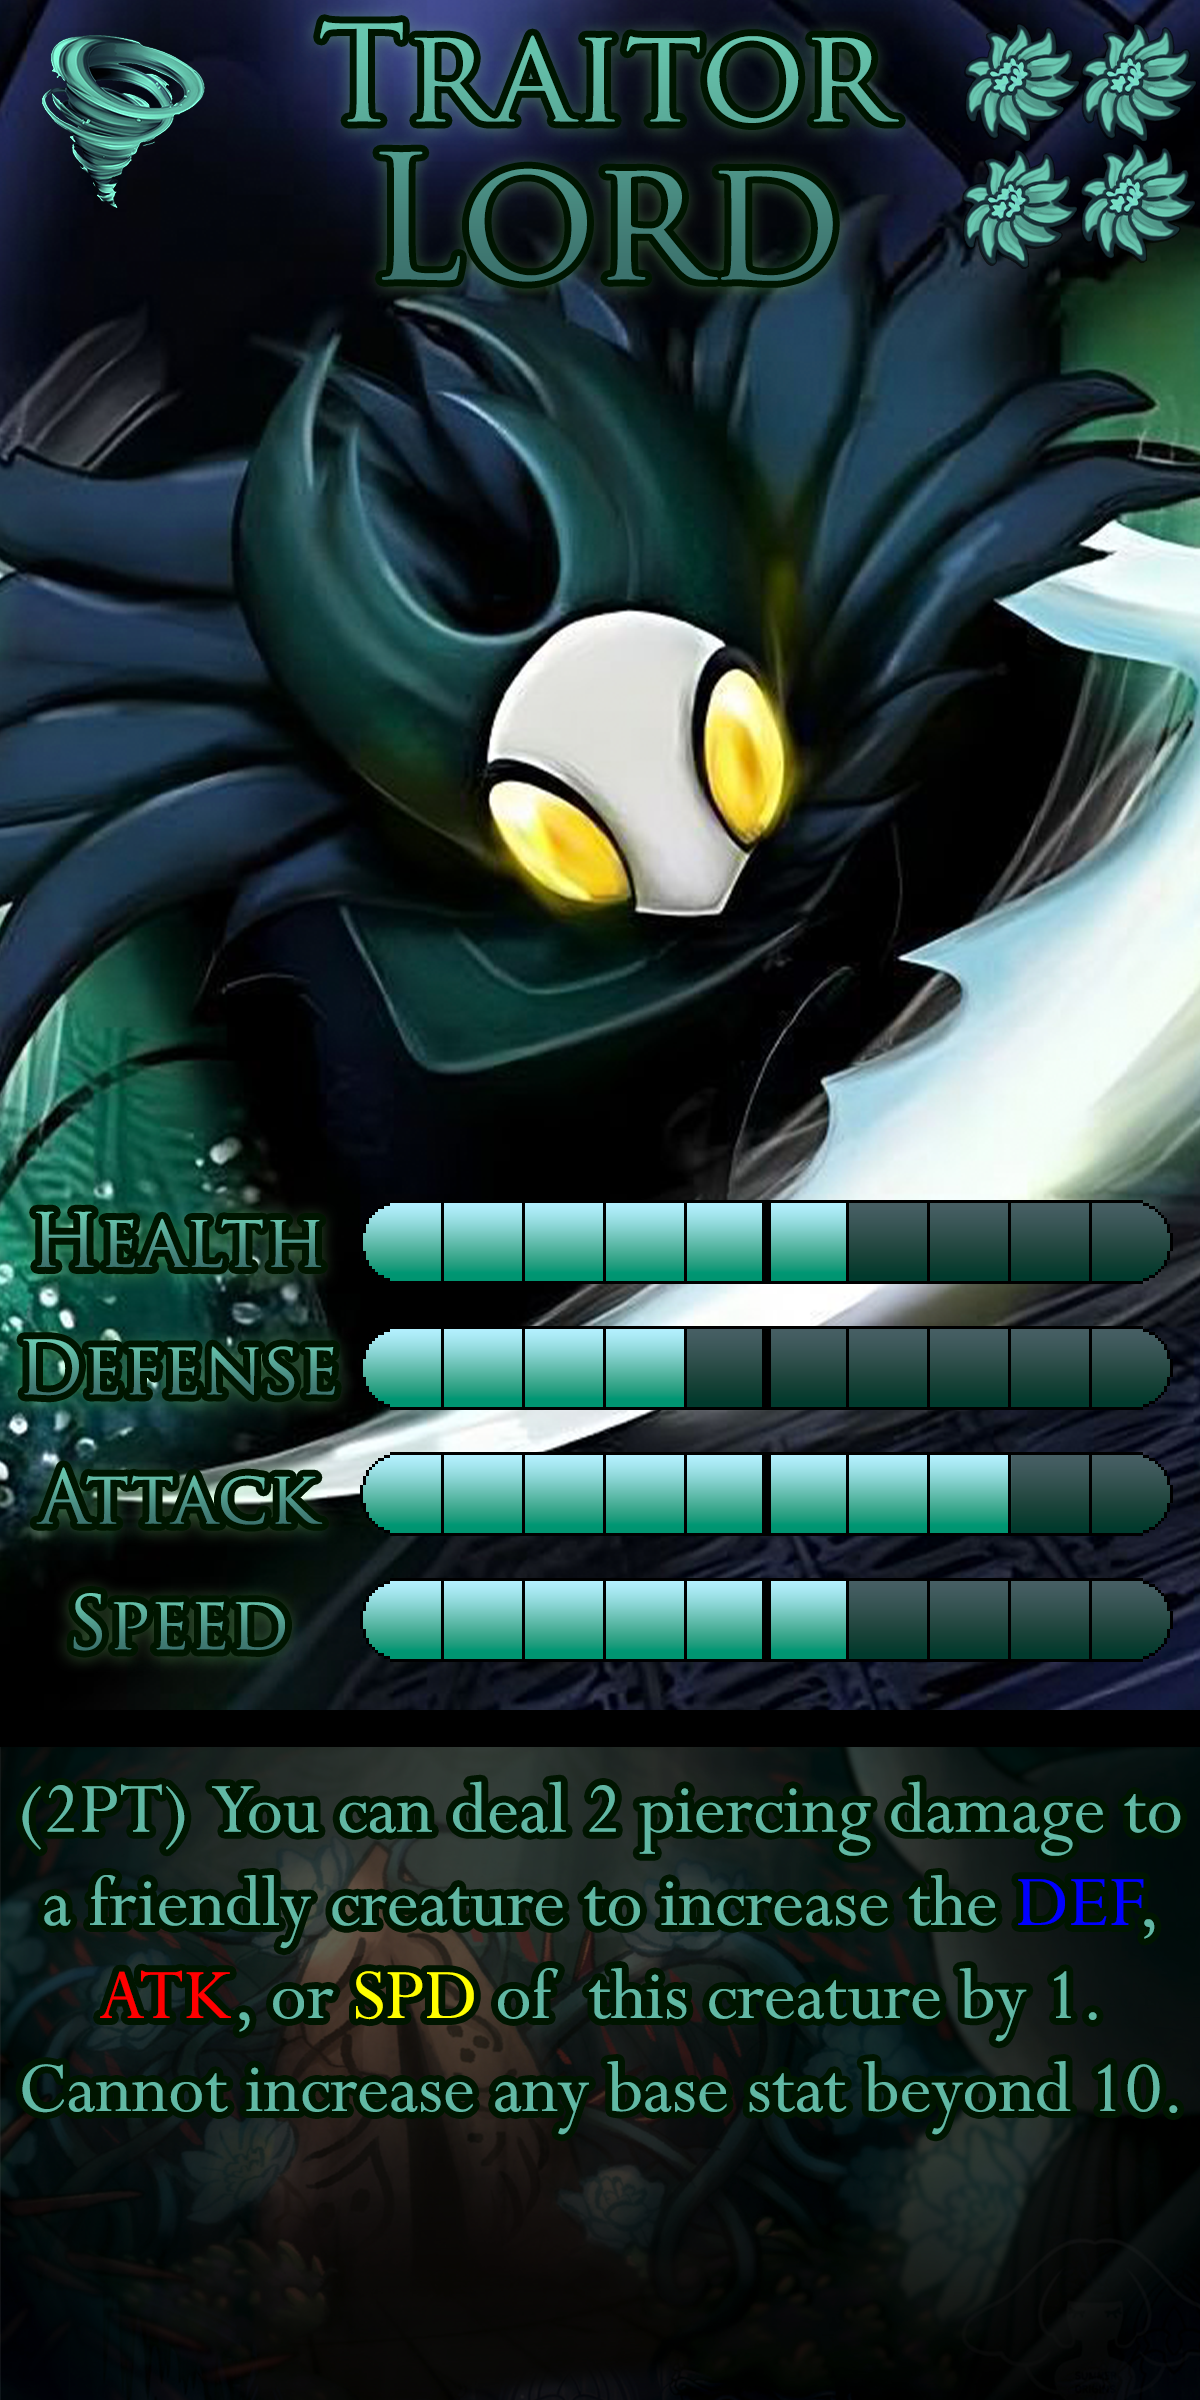 Traitor
Lord
Health
Defense
Attack
Speed
(2PT) You can deal 2 piercing damage to
a friendly creature to increase the DEF,
ATK, or SPD of  this creature by 1.
Cannot increase any base stat beyond 10.